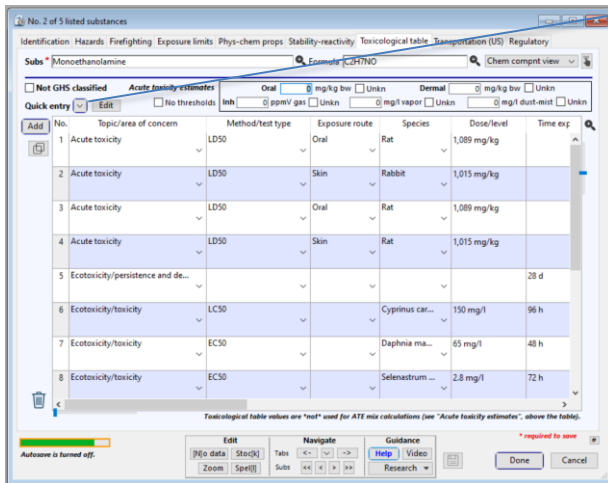 No. 2 of 5 listed substances
Identification Hazards Firefighting Exposure limits Phys-chem props Stability-reactivity Toxicological table Transportation (US) Regulatory
Subs * Monoethanolamine Formula C2H7NO Chem compnt view
Not GHS classified Acute toxicity estimates Oral 0 mg/kg bw Unkn Dermal 0 mg/kg bw Unkn
Quick entry Edit No thresholds Inh 0 ppmV gas Unkn 0 mg/l vapor Unkn 0 mg/l dust-mist Unkn
Add No. Topic/area of concern Method/test type Exposure route Species Dose/level Time exp
1 Acute toxicity LD50 Oral Rat 1,089 mg/kg
2 Acute toxicity LD50 Skin Rabbit 1,015 mg/kg
3 Acute toxicity LD50 Oral Rat 1,089 mg/kg
4 Acute toxicity LD50 Skin Rat 1,015 mg/kg
5 Ecotoxicity/persistence and de... 28 d
6 Ecotoxicity/toxicity LC50 Cyprinus car... 150 mg/l 96 h
7 Ecotoxicity/toxicity EC50 Daphnia ma... 65 mg/l 48 h
8 Ecotoxicity/toxicity EC50 Selenastrum ... 2.8 mg/l 72 h
Toxicological table values are *not* used for ATE mix calculations (see "Acute toxicity estimates", above the table).
Edit Navigate Guidance * required to save #
Autosave is turned off. [N]o data Stoc[k] Tabs <- -> Help Video
Zoom Spel[l] Subs << < > >> Research Done Cancel